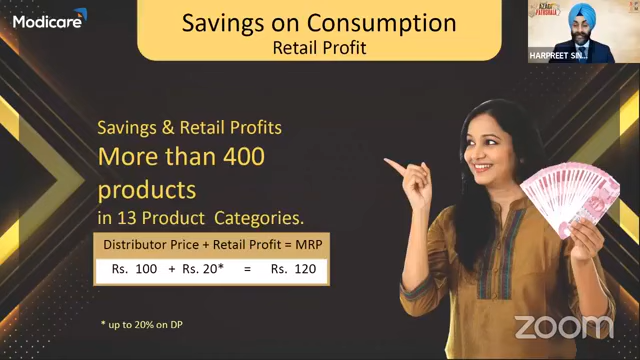 Modicare
Savings on Consumption
Retail Profit
HARPREET SIN...
Savings & Retail Profits
More than 400
products
in 13 Product Categories.
Distributor Price + Retail Profit = MRP
Rs. 100 + Rs. 20* = Rs. 120
* up to 20% on DP
zoom